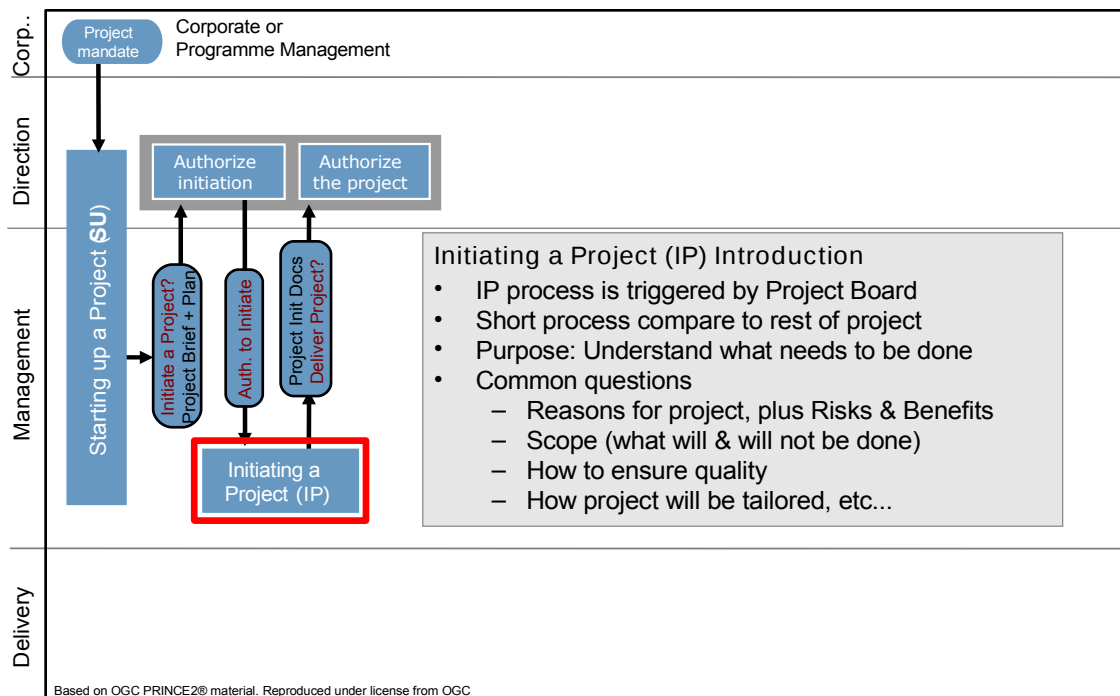 Corp..
Project
mandate
Corporate or
Programme Management
Direction
Authorize
initiation
Authorize
the project
Management
Starting up a Project (SU)
Initiate a Project?
Project Brief + Plan
Auth. to Initiate
Project Init Docs
Deliver Project?
Initiating a
Project (IP)
Initiating a Project (IP) Introduction
• IP process is triggered by Project Board
• Short process compare to rest of project
• Purpose: Understand what needs to be done
• Common questions
– Reasons for project, plus Risks & Benefits
– Scope (what will & will not be done)
– How to ensure quality
– How project will be tailored, etc...
Delivery
Based on OGC PRINCE2® material. Reproduced under license from OGC